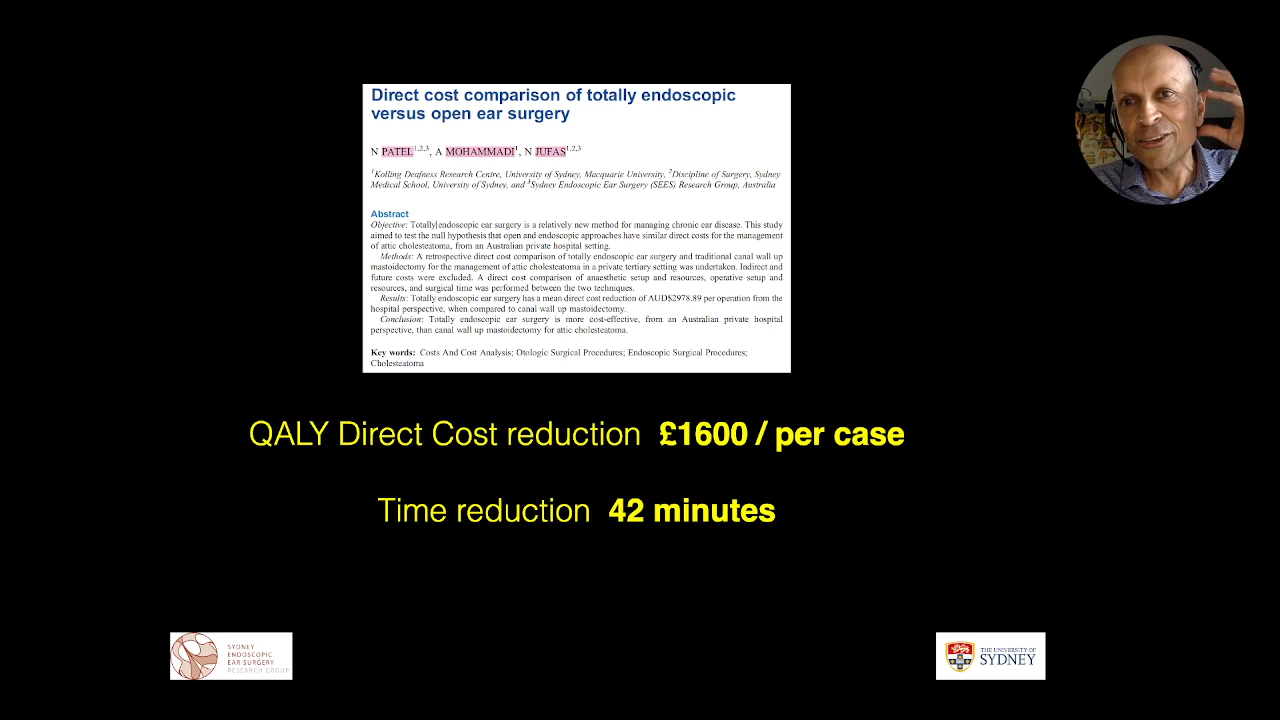 Direct cost comparison of totally endoscopic
versus open ear surgery
N PATEL1,2,3, A MOHAMMADI1, N JUFAS1,2,3
1Kolling Deafness Research Centre, University of Sydney, Macquarie University, 2Discipline of Surgery, Sydney
Medical School, University of Sydney, and 3Sydney Endoscopic Ear Surgery (SEES) Research Group, Australia
Abstract
Objective: Totally endoscopic ear surgery is a relatively new method for managing chronic ear disease. This study
aimed to test the null hypothesis that open and endoscopic approaches have similar direct costs for the management
of attic cholesteatoma, from an Australian private hospital setting.
Methods: A retrospective direct cost comparison of totally endoscopic ear surgery and traditional canal wall up
mastoidectomy for the management of attic cholesteatoma in a private tertiary setting was undertaken. Indirect and
future costs were excluded. A direct cost comparison of anaesthetic setup and resources, operative setup and
resources, and surgical time was performed between the two techniques.
Results: Totally endoscopic ear surgery has a mean direct cost reduction of AUD$2978.89 per operation from the
hospital perspective, when compared to canal wall up mastoidectomy.
Conclusion: Totally endoscopic ear surgery is more cost-effective, from an Australian private hospital
perspective, than canal wall up mastoidectomy for attic cholesteatoma.
Key words: Costs And Cost Analysis; Otologic Surgical Procedures; Endoscopic Surgical Procedures;
Cholesteatoma
QALY Direct Cost reduction £1600 / per case
Time reduction 42 minutes
SYDNEY
ENDOSCOPIC
EAR SURGERY
RESEARCH GROUP
THE UNIVERSITY OF
SYDNEY